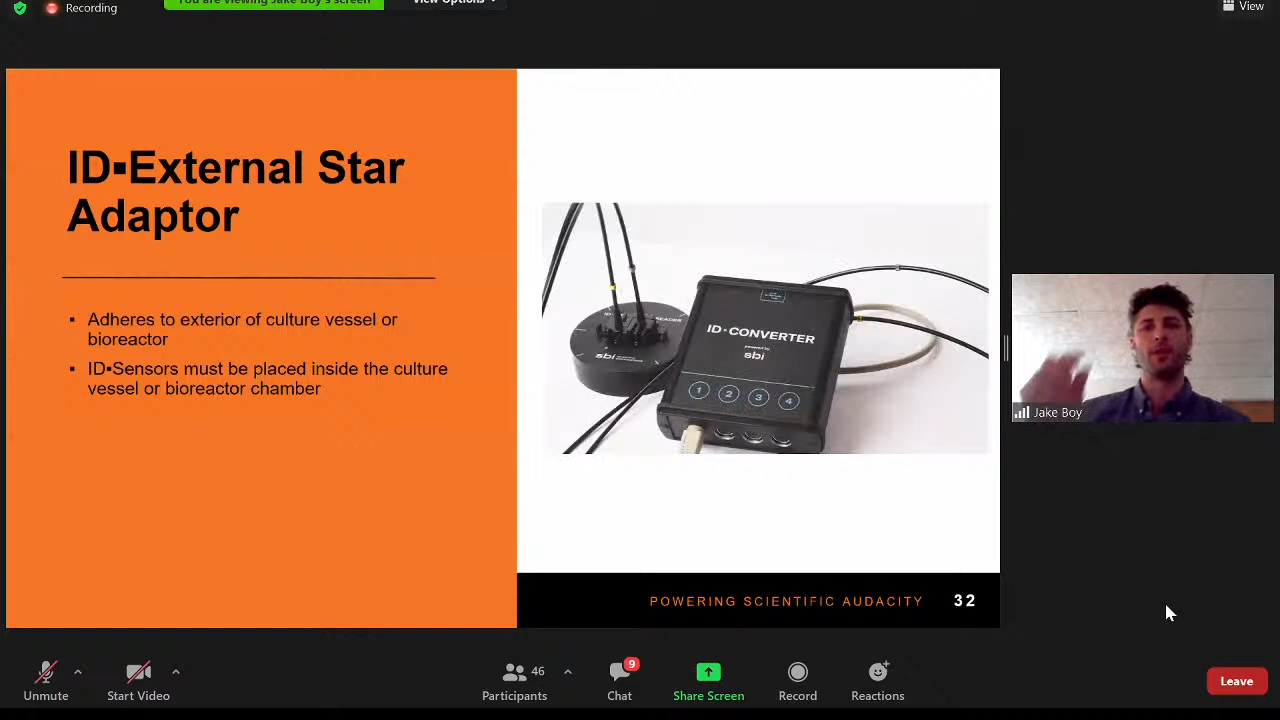 Recording
You are viewing Jake Boy's screen
View Options
View
ID▪External Star
Adaptor
▪ Adheres to exterior of culture vessel or
bioreactor
▪ ID▪Sensors must be placed inside the culture
vessel or bioreactor chamber
READER
sbi
ID▪CONVERTER
powered by
sbi
1 2 3 4
Jake Boy
POWERING SCIENTIFIC AUDACITY 32
Unmute
Start Video
46
Participants
9
Chat
Share Screen
Record
Reactions
Leave